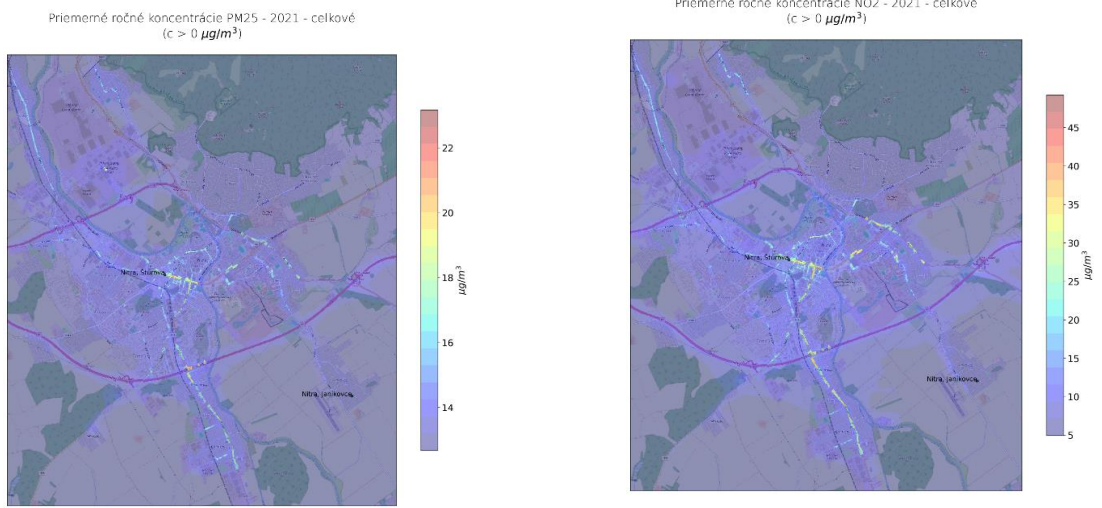 Priemerné ročné koncentrácie PM25 - 2021 - celkové
(c > 0 μg/m³)
22
20
18
16
14
μg/m³
Nitra, Štúrova
Nitra, Janíkovce
Priemerné ročné koncentrácie NO2 - 2021 - celkové
(c > 0 μg/m³)
45
40
35
30
25
20
15
10
5
μg/m³
Nitra, Štúrova
Nitra, Janíkovce